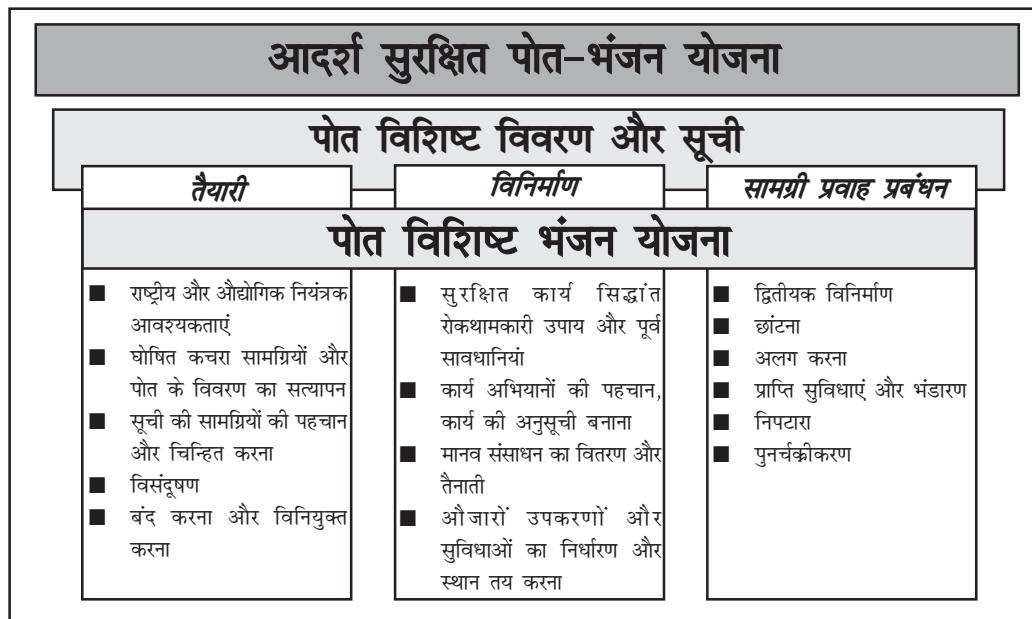 आदर्श सुरक्षित पोत-भंजन योजना
पोत विशिष्ट विवरण और सूची
तैयारी
विनिर्माण
सामग्री प्रवाह प्रबंधन
पोत विशिष्ट भंजन योजना
■ राष्ट्रीय और औद्योगिक नियंत्रक
आवश्यकताएं
■ घोषित कचरा सामग्रियों और
पोत के विवरण का सत्यापन
■ सूची की सामग्रियों की पहचान
और चिन्हित करना
■ विसंदूषण
■ बंद करना और विनियुक्त
करना
■ सुरक्षित कार्य सिद्धांत
रोकथामकारी उपाय और पूर्व
सावधानियां
■ कार्य अभियानों की पहचान,
कार्य की अनुसूची बनाना
■ मानव संसाधन का वितरण और
तैनाती
■ औजारों उपकरणों और
सुविधाओं का निर्धारण और
स्थान तय करना
■ द्वितीयक विनिर्माण
■ छांटना
■ अलग करना
■ प्राप्ति सुविधाएं और भंडारण
■ निपटारा
■ पुनर्चक्रीकरण